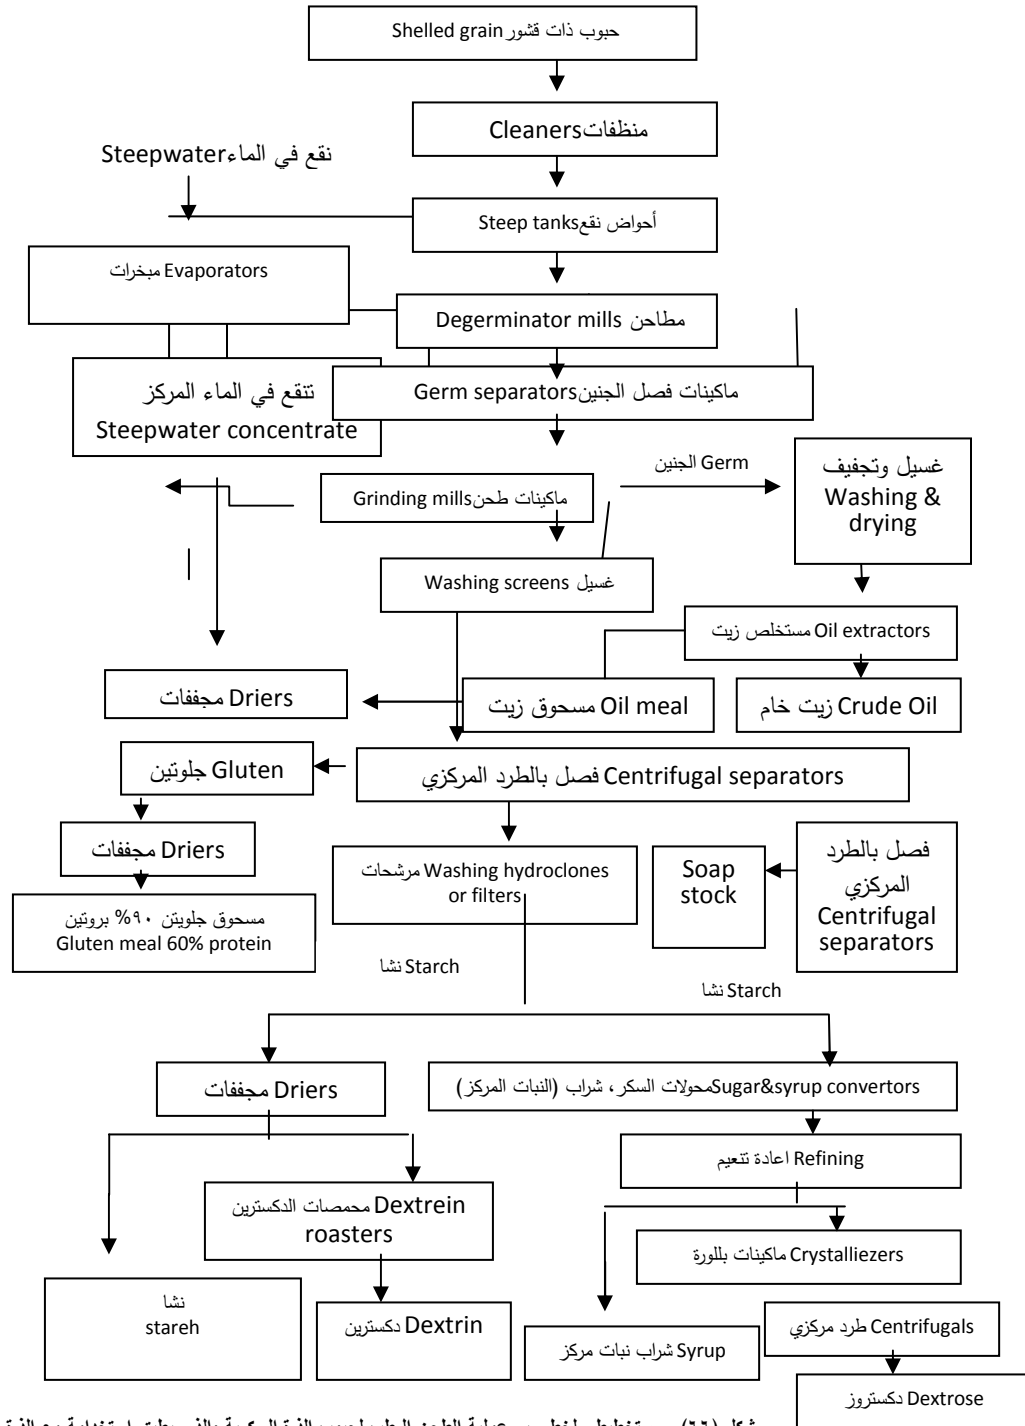 حبوب ذات قشور Shelled grain
منظفات Cleaners
نقع في الماء Steepwater
أحواض نقع Steep tanks
مبخرات Evaporators
مطاحن Degerminator mills
تتقع في الماء المركز
Steepwater concentrate
ماكينات فصل الجنين Germ separators
الجنين Germ
غسيل وتجفيف
Washing &
drying
ماكينات طحن Grinding mills
غسيل Washing screens
مستخلص زيت Oil extractors
مجففات Driers
مسحوق زيت Oil meal
زيت خام Crude Oil
جلوتين Gluten
فصل بالطرد المركزي Centrifugal separators
مجففات Driers
مرشحات Washing hydroclones
or filters
Soap
stock
فصل بالطرد
المركزي
Centrifugal
separators
مسحوق جلويتن ٩٠% بروتين
Gluten meal 60% protein
نشا Starch
نشا Starch
مجففات Driers
محولات السكر، شراب (النبات المركز) Sugar&syrup convertors
اعادة تتعيم Refining
محمصات الدكسترين Dextrein
roasters
ماكينات بللورة Crystalliezers
نشا
stareh
دكسترين Dextrin
شراب نبات مركز Syrup
طرد مركزي Centrifugals
دكستروز Dextrose